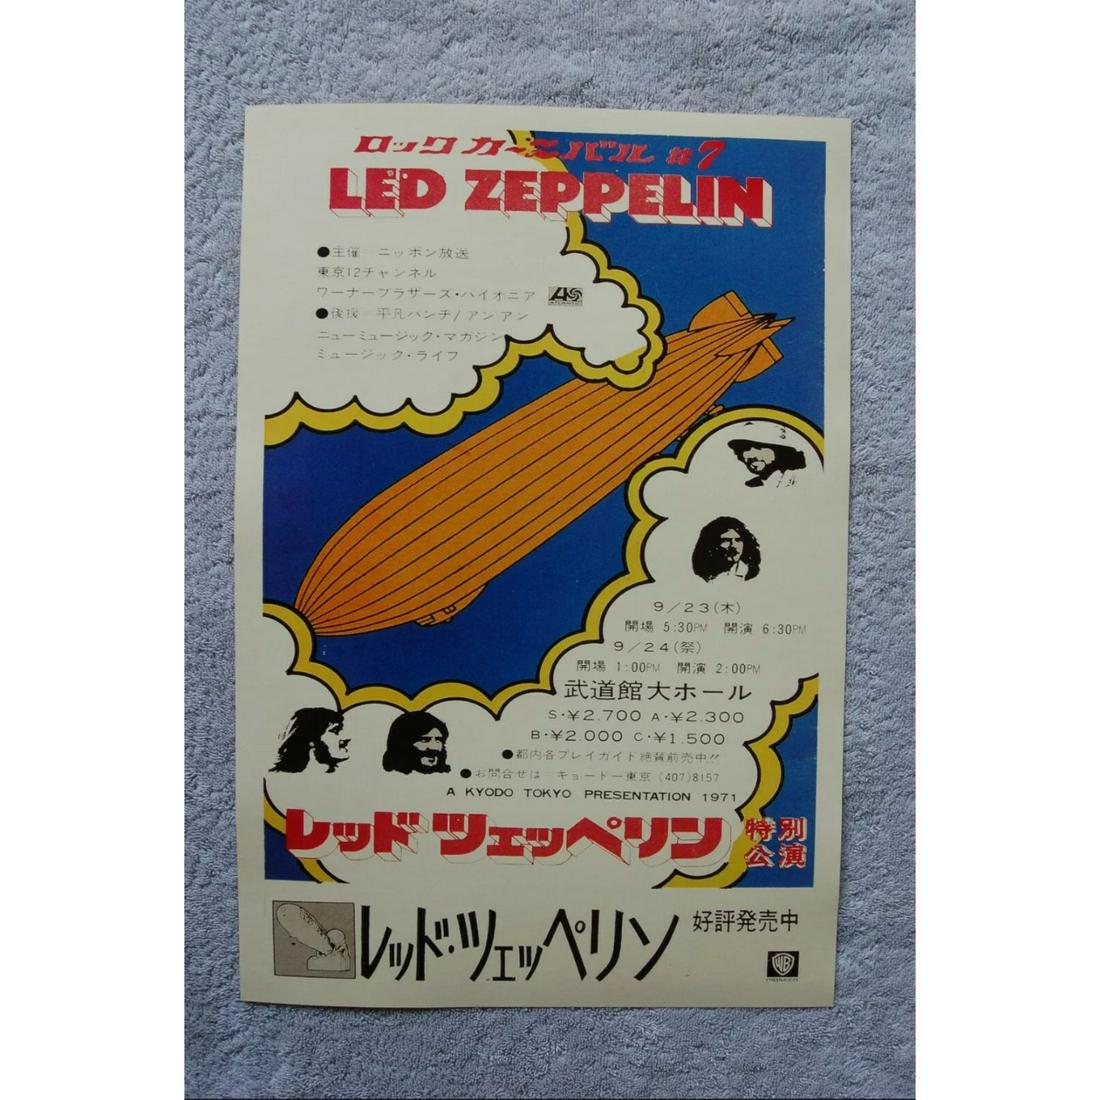 ロックカーニバル #7
LED ZEPPELIN
●主催=ニッポン放送
東京12チャンネル
ワーナーブラザーズ・パイオニア
ATLANTIC
●後援=平凡パンチ/アンアン
ニューミュージック・マガジン
ミュージック・ライフ
9/23(木)
開場 5:30PM 開演 6:30PM
9/24(祭)
開場 1:00PM 開演 2:00PM
武道館大ホール
S・¥2.700 A・¥2.300
B・¥2.000 C・¥1.500
●都内各プレイガイド絶賛前売中!!
●お問合せは=キョードー東京 (407)8157
A KYODO TOKYO PRESENTATION 1971
レッド ツェッペリン 特別公演
レッド・ツェッペリン 好評発売中
WB